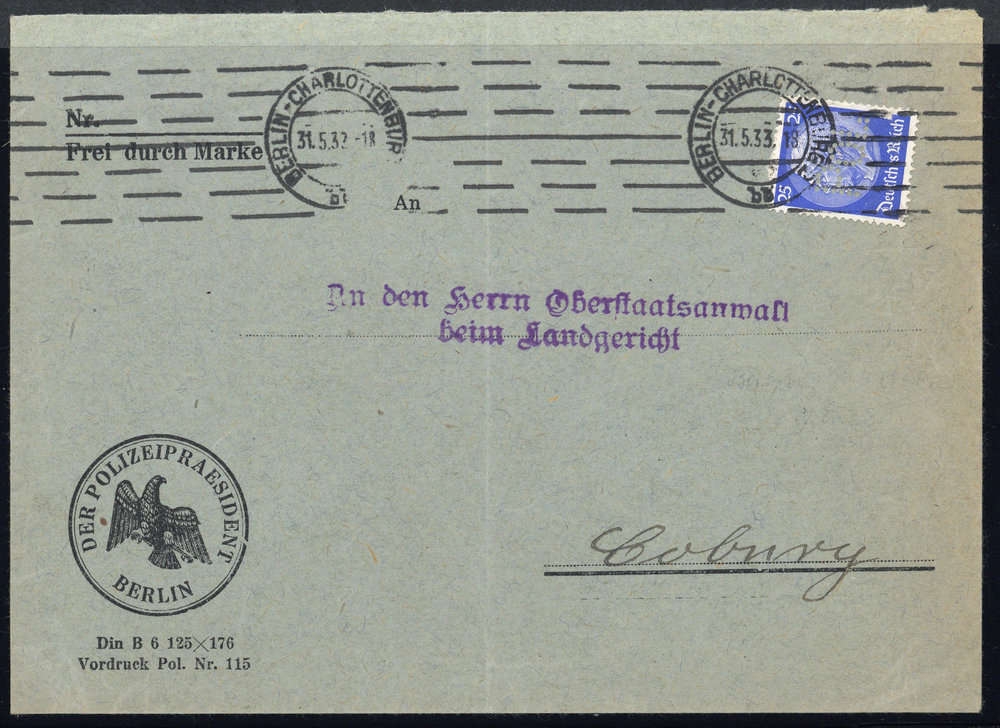 Nr.
Frei durch Marke
BERLIN-CHARLOTTENBURG
31.5.33.-18
BERLIN-CHARLOTTENBURG
31.5.33. 18
25
25
Deutsches Reich
An
An den Herrn Oberstaatsanwalt
beim Landgericht
Coburg
DER POLIZEIPRAESIDENT
BERLIN
Din B 6 125×176
Vordruck Pol. Nr. 115